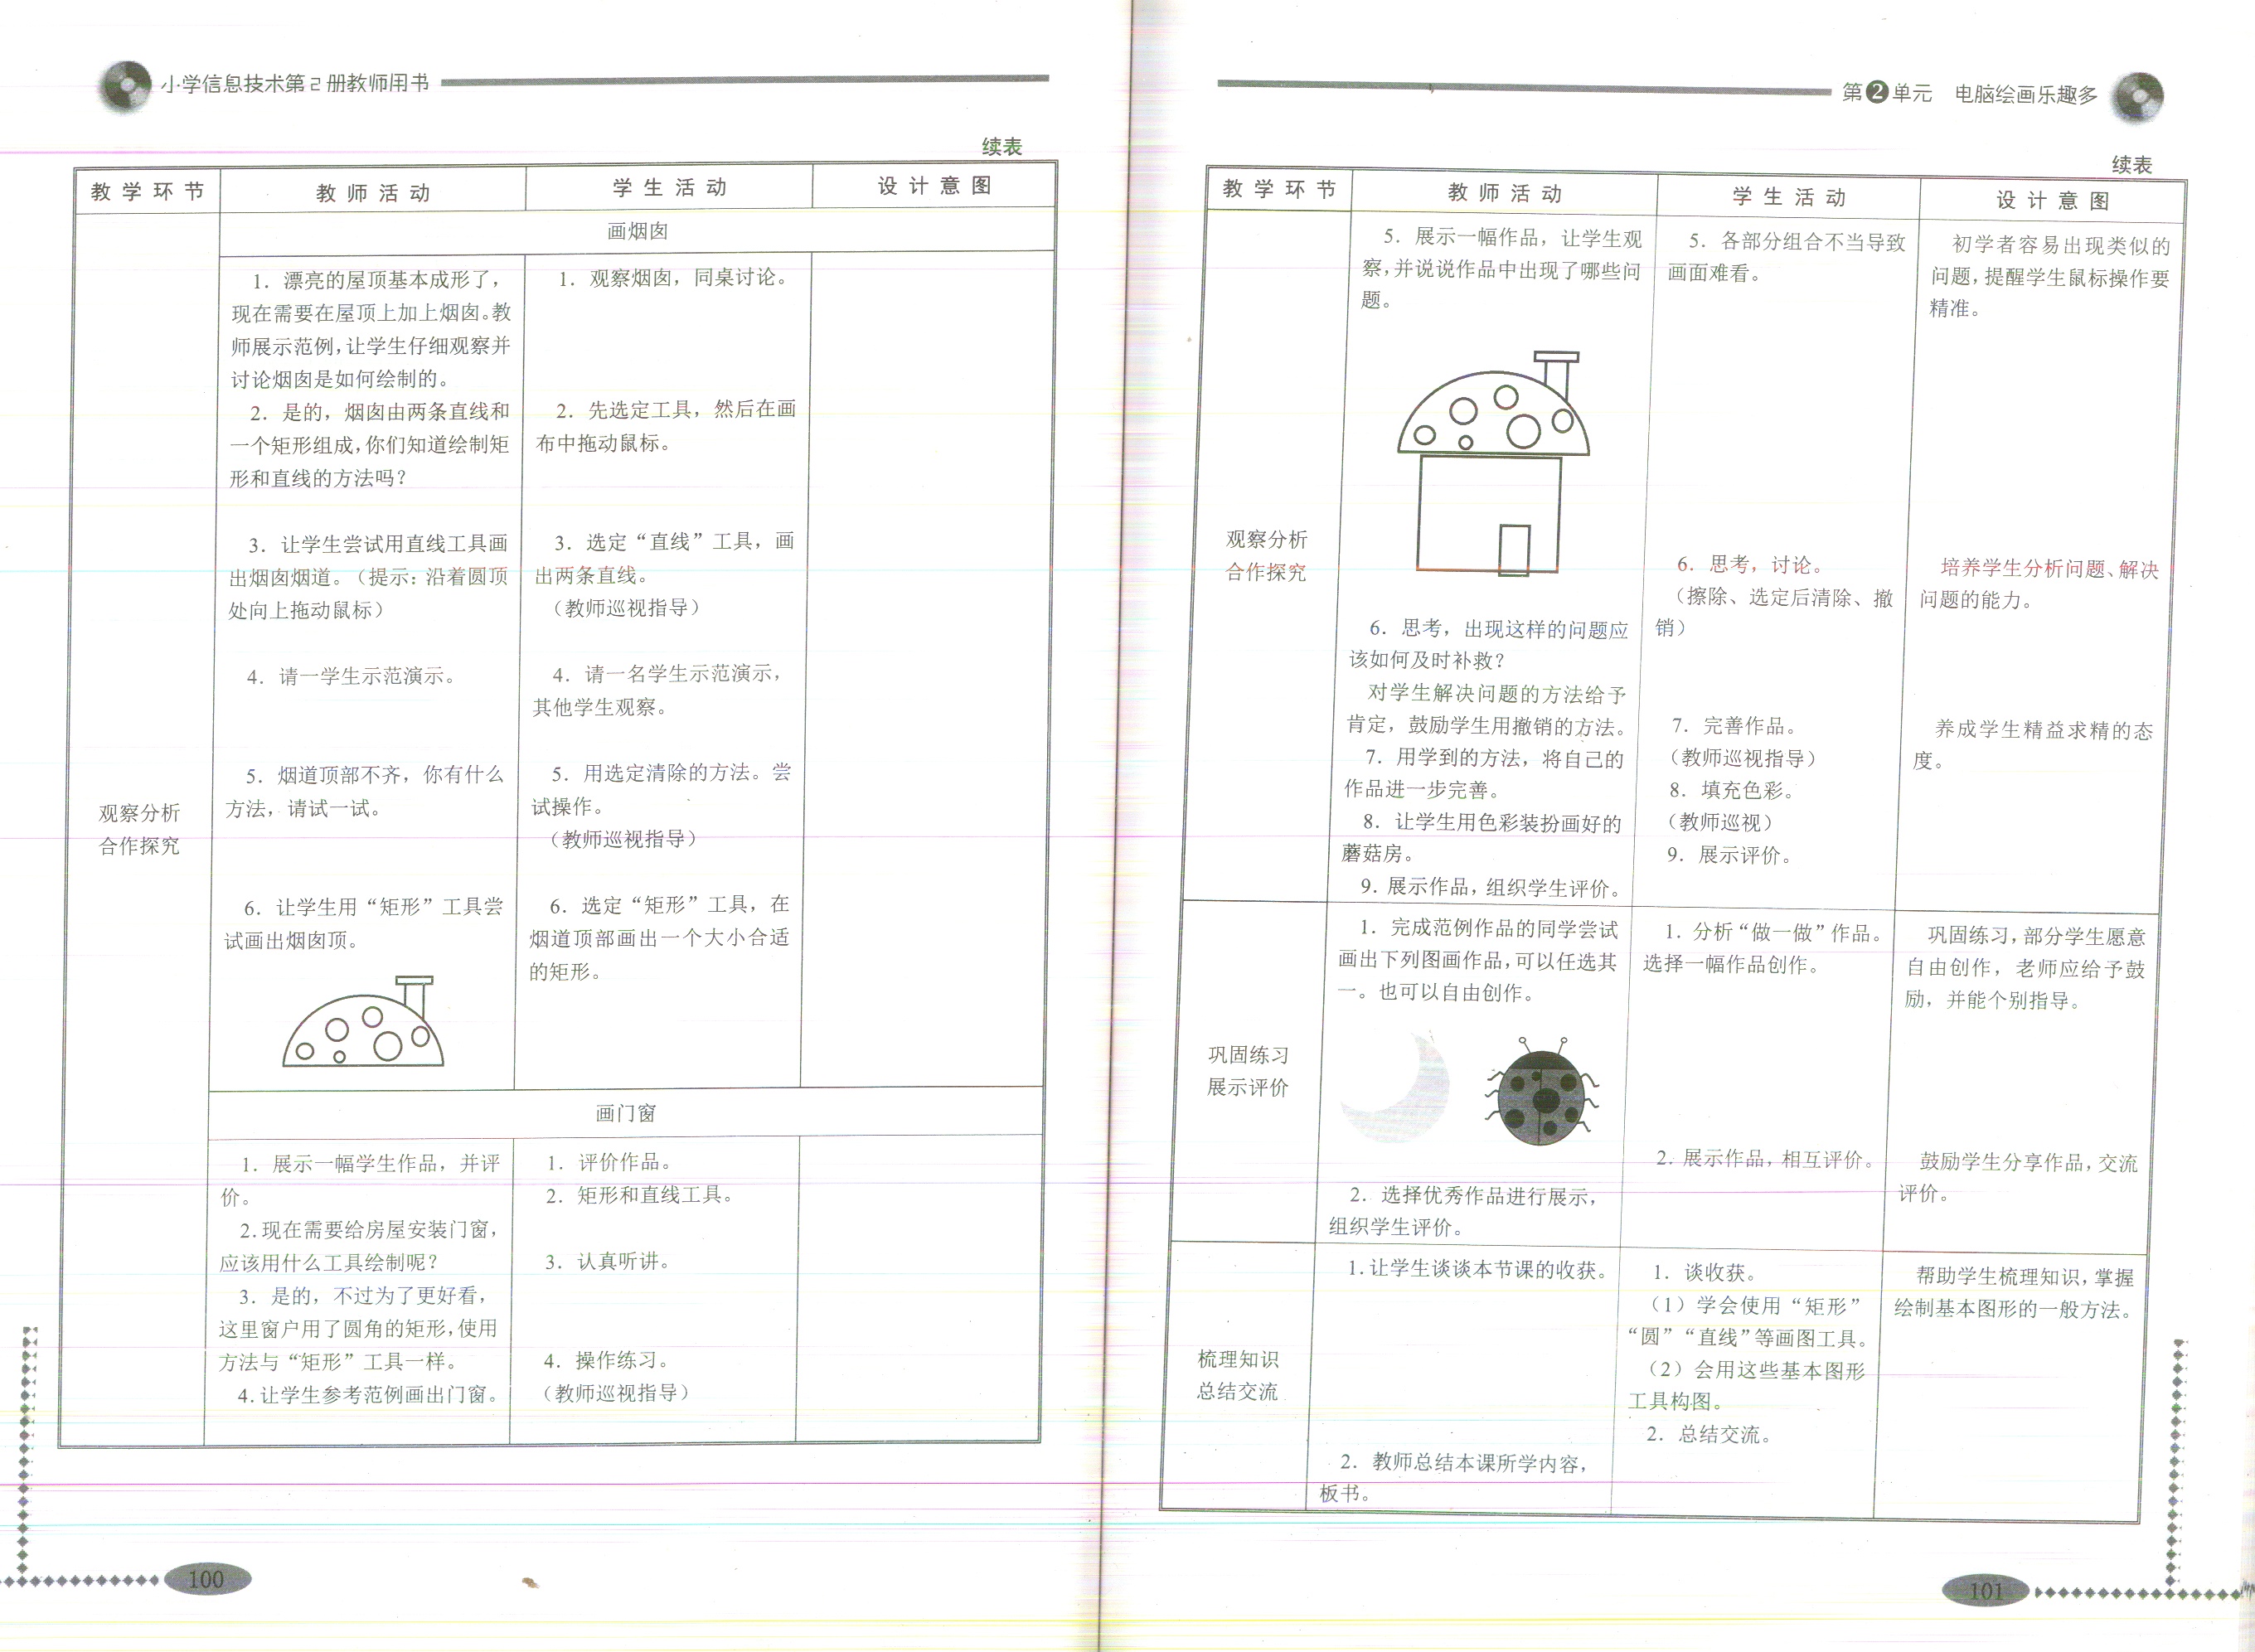 小学信息技术第2册教师用书
续表
教学环节
教师活动
学生活动
设计意图
画烟囱
观察分析
合作探究
1. 漂亮的屋顶基本成形了，
现在需要在屋顶上加上烟囱。教
师展示范例，让学生仔细观察并
讨论烟囱是如何绘制的。
2. 是的，烟囱由两条直线和
一个矩形组成，你们知道绘制矩
形和直线的方法吗？
3. 让学生尝试用直线工具画
出烟囱烟道。（提示：沿着圆顶
处向上拖动鼠标）
4. 请一学生示范演示。
5. 烟道顶部不齐，你有什么
方法，请试一试。
6. 让学生用“矩形”工具尝
试画出烟囱顶。
1. 观察烟囱，同桌讨论。
2. 先选定工具，然后在画
布中拖动鼠标。
3. 选定“直线”工具，画
出两条直线。
（教师巡视指导）
4. 请一名学生示范演示，
其他学生观察。
5. 用选定清除的方法。尝
试操作。
（教师巡视指导）
6. 选定“矩形”工具，在
烟道顶部画出一个大小合适
的矩形。
画门窗
1. 展示一幅学生作品，并评
价。
2. 现在需要给房屋安装门窗，
应该用什么工具绘制呢？
3. 是的，不过为了更好看，
这里窗户用了圆角的矩形，使用
方法与“矩形”工具一样。
4. 让学生参考范例画出门窗。
1. 评价作品。
2. 矩形和直线工具。
3. 认真听讲。
4. 操作练习。
（教师巡视指导）
100
第2单元 电脑绘画乐趣多
续表
教学环节
教师活动
学生活动
设计意图
观察分析
合作探究
5. 展示一幅作品，让学生观
察，并说说作品中出现了哪些问
题。
6. 思考，出现这样的问题应
该如何及时补救？
对学生解决问题的方法给予
肯定，鼓励学生用撤销的方法。
7. 用学到的方法，将自己的
作品进一步完善。
8. 让学生用色彩装扮画好的
蘑菇房。
9. 展示作品，组织学生评价。
5. 各部分组合不当导致
画面难看。
6. 思考，讨论。
（擦除、选定后清除、撤
销）
7. 完善作品。
（教师巡视指导）
8. 填充色彩。
（教师巡视）
9. 展示评价。
初学者容易出现类似的
问题，提醒学生鼠标操作要
精准。
培养学生分析问题、解决
问题的能力。
养成学生精益求精的态
度。
巩固练习
展示评价
1. 完成范例作品的同学尝试
画出下列图画作品，可以任选其
一。也可以自由创作。
2. 选择优秀作品进行展示，
组织学生评价。
1. 分析“做一做”作品。
选择一幅作品创作。
2. 展示作品，相互评价。
巩固练习，部分学生愿意
自由创作，老师应给予鼓
励，并能个别指导。
鼓励学生分享作品，交流
评价。
梳理知识
总结交流
1. 让学生谈谈本节课的收获。
2. 教师总结本课所学内容，
板书。
1. 谈收获。
（1）学会使用“矩形”
“圆”“直线”等画图工具。
（2）会用这些基本图形
工具构图。
2. 总结交流。
帮助学生梳理知识，掌握
绘制基本图形的一般方法。
101